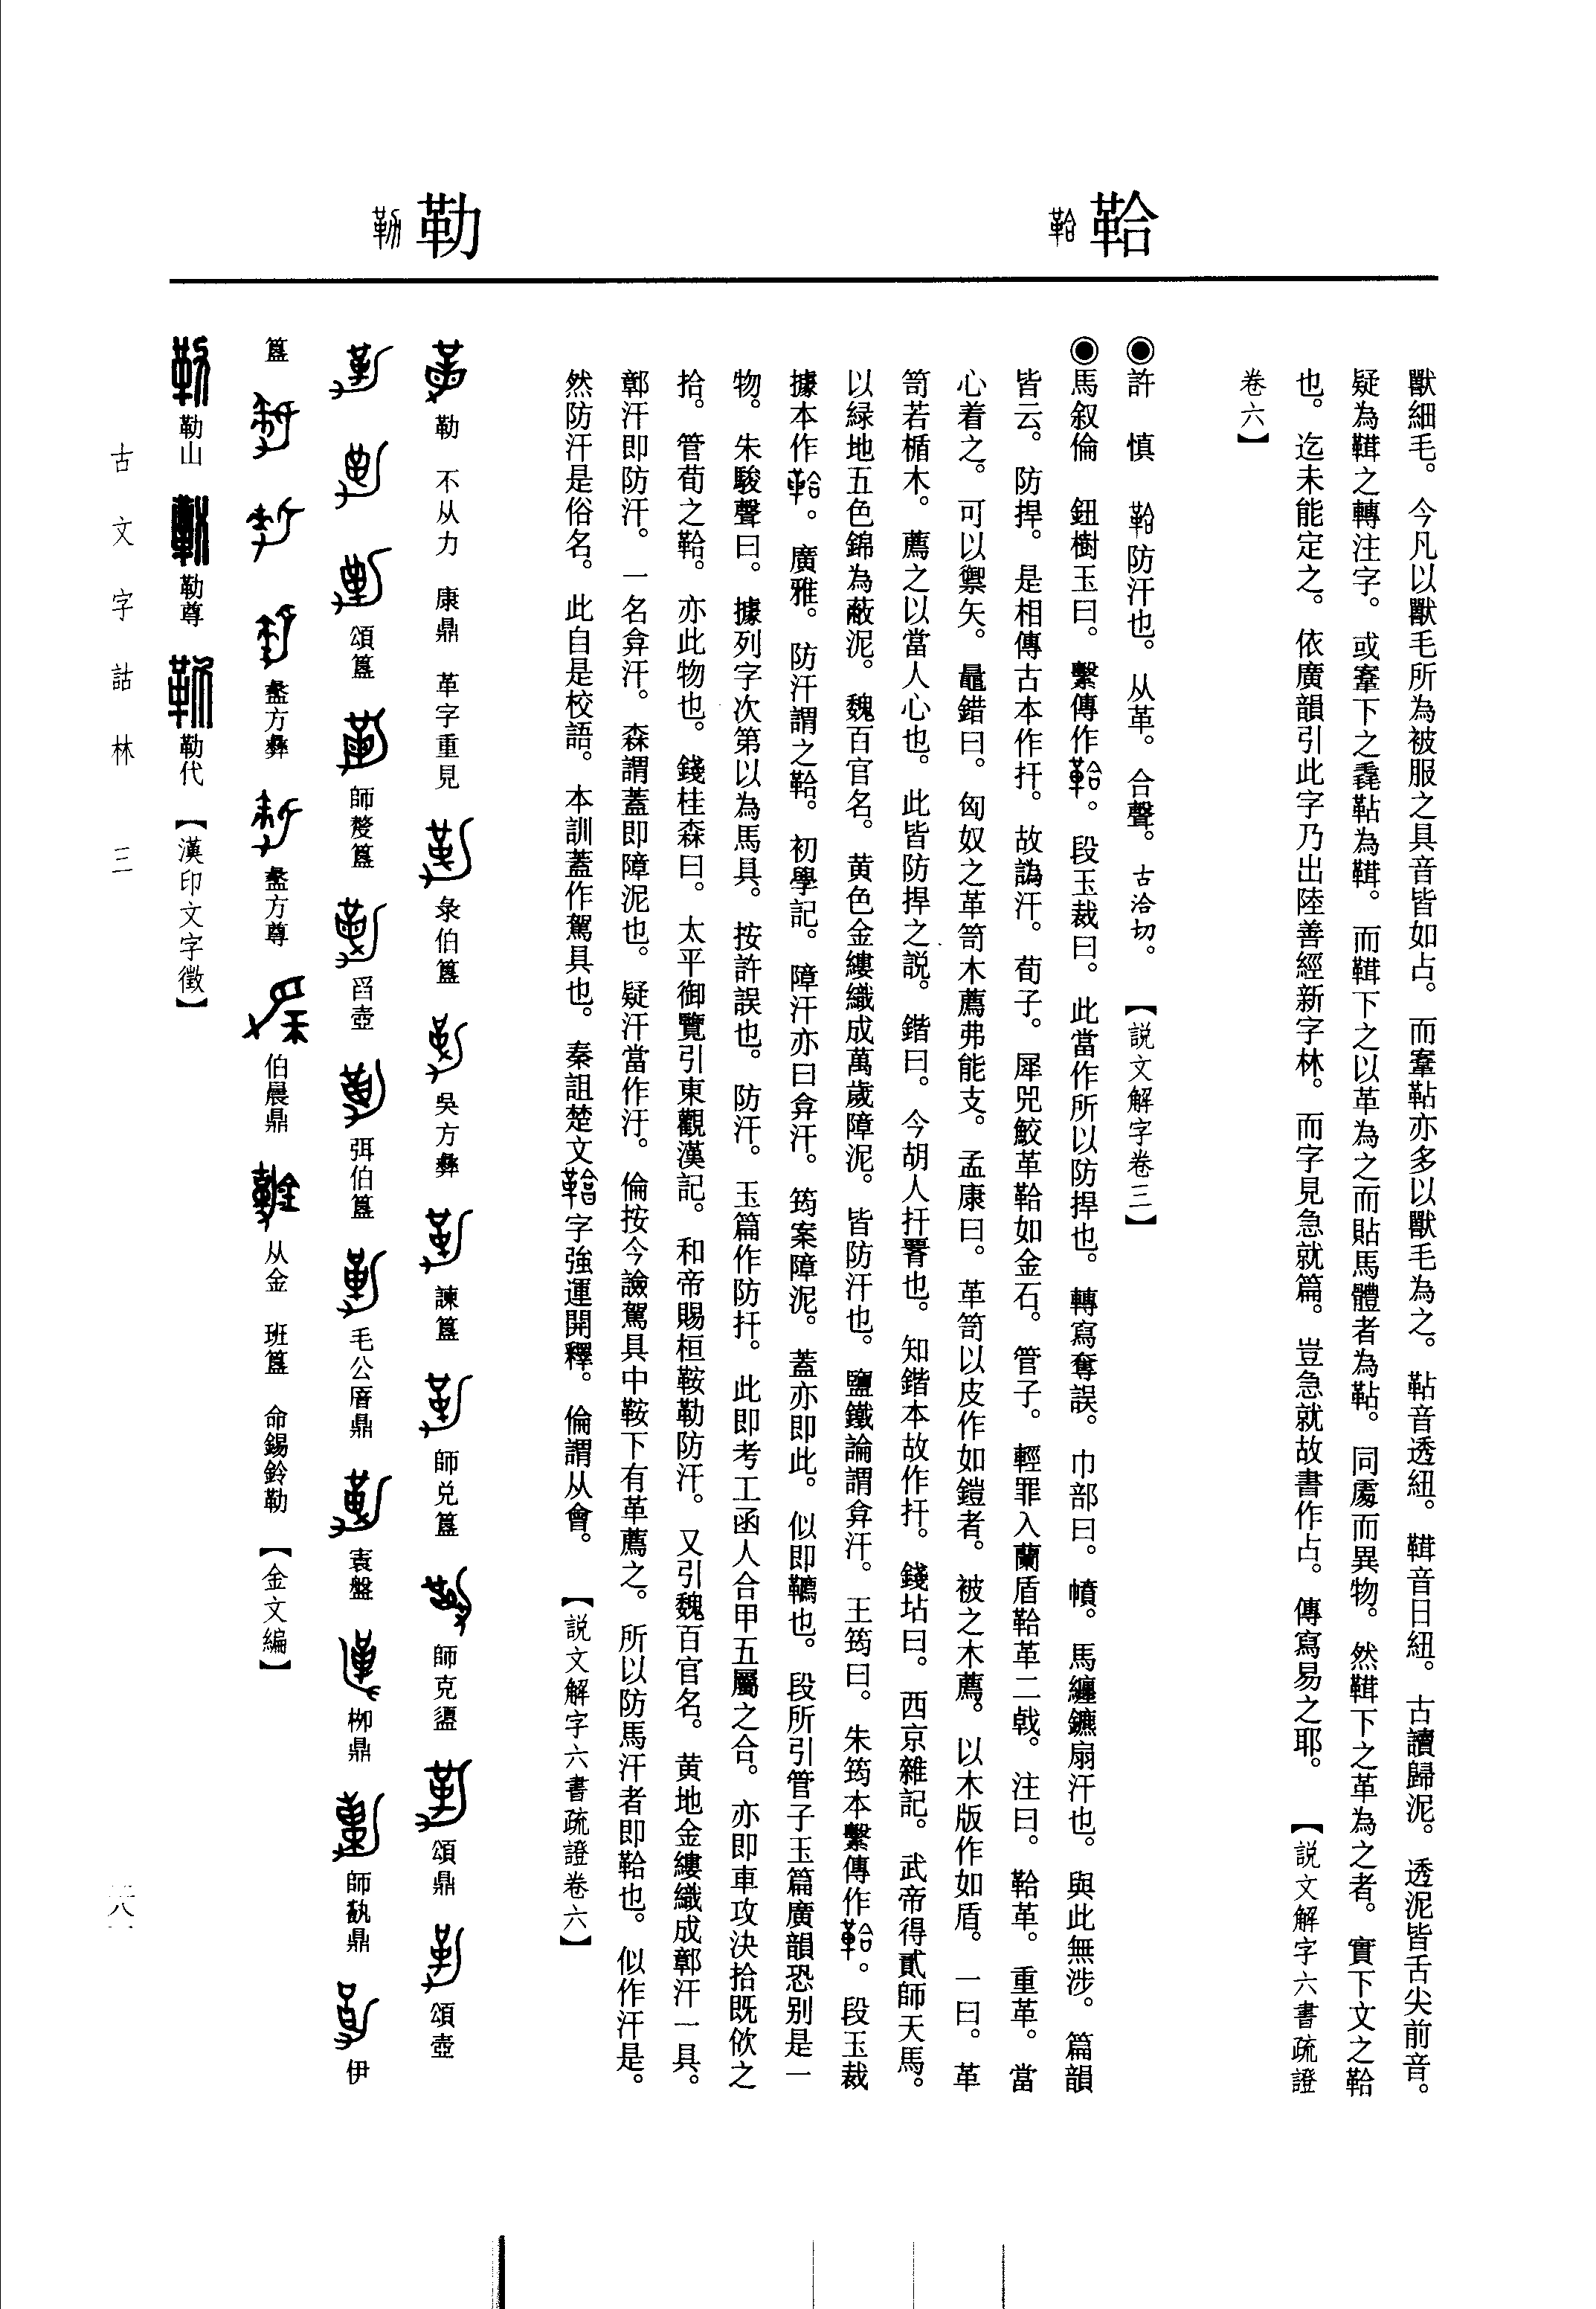 鞈
勒
獸細毛。今凡以獸毛所為被服之具音皆如占。而鞌䩞亦多以獸毛為之。䩞音透紐。鞊音日紐。古讀歸泥。透泥皆舌尖前音。
疑為鞊之轉注字。或鞌下之毳䩞為鞊。而鞊下之以革為之而貼馬體者為䩞。同處而異物。然鞊下之革為之者。實下文之鞈
也。迄未能定之。依廣韻引此字乃出陸善經新字林。而字見急就篇。豈急就故書作占。傳寫易之耶。 【説文解字六書疏證
卷六】
◉許 慎 防汗也。从革。合聲。古洽切。 【説文解字卷三】
◉馬叙倫 鈕樹玉曰。繫傳作鞈。段玉裁曰。此當作所以防捍也。轉寫奪誤。巾部曰。幩。馬纏鑣扇汗也。與此無涉。篇韻
皆云。防捍。是相傳古本作扞。故譌汗。荀子。犀兕鮫革鞈如金石。管子。輕罪入蘭盾鞈革二戟。注曰。鞈革。重革。當
心着之。可以禦矢。鼂錯曰。匈奴之革笥木薦弗能支。孟康曰。革笥以皮作如鎧者。被之木薦。以木版作如盾。一曰。革
笥若楯木。薦之以當人心也。此皆防捍之説。鍇曰。今胡人扞䩸也。知鍇本故作扞。錢坫曰。西京雜記。武帝得貳師天馬。
以緑地五色錦為蔽泥。魏百官名。黄色金縷織成萬歲障泥。皆防汗也。鹽鐵論謂弇汗。王筠曰。朱筠本繫傳作鞈。段玉裁
據本作鞈。廣雅。防汗謂之鞈。初學記。障汗亦曰弇汗。筠案障泥。蓋亦即此。似即韉也。段所引管子玉篇廣韻恐别是一
物。朱駿聲曰。據列字次第以為馬具。按許誤也。防汗。玉篇作防扞。此即考工函人合甲五屬之合。亦即車攻決拾既佽之
拾。管荀之鞈。亦此物也。錢桂森曰。太平御覽引東觀漢記。和帝賜桓鞍勒防汗。又引魏百官名。黄地金縷織成鄣汗一具。
鄣汗即防汗。一名弇汗。森謂蓋即障泥也。疑汗當作汙。倫按今譣駕具中鞍下有革薦之。所以防馬汗者即鞈也。似作汗是。
然防汗是俗名。此自是校語。本訓蓋作駕具也。秦詛楚文字強運開釋。倫謂从會。 【説文解字六書疏證卷六】
勒 不从力 康鼎 革字重見 彔伯簋 吳方彝 諫簋 師兑簋 師克盨 頌鼎 頌壺
頌簋 師𠭰簋 曶壺 弭伯簋 毛公厝鼎 袁盤 柳鼎 師𩛥鼎 伊
簋 盠方彝 盠方尊 伯晨鼎 从金 班簋 命錫鈴勒 【金文編】
勒山 勒尊 勒代 【漢印文字徵】
古文字詁林 三